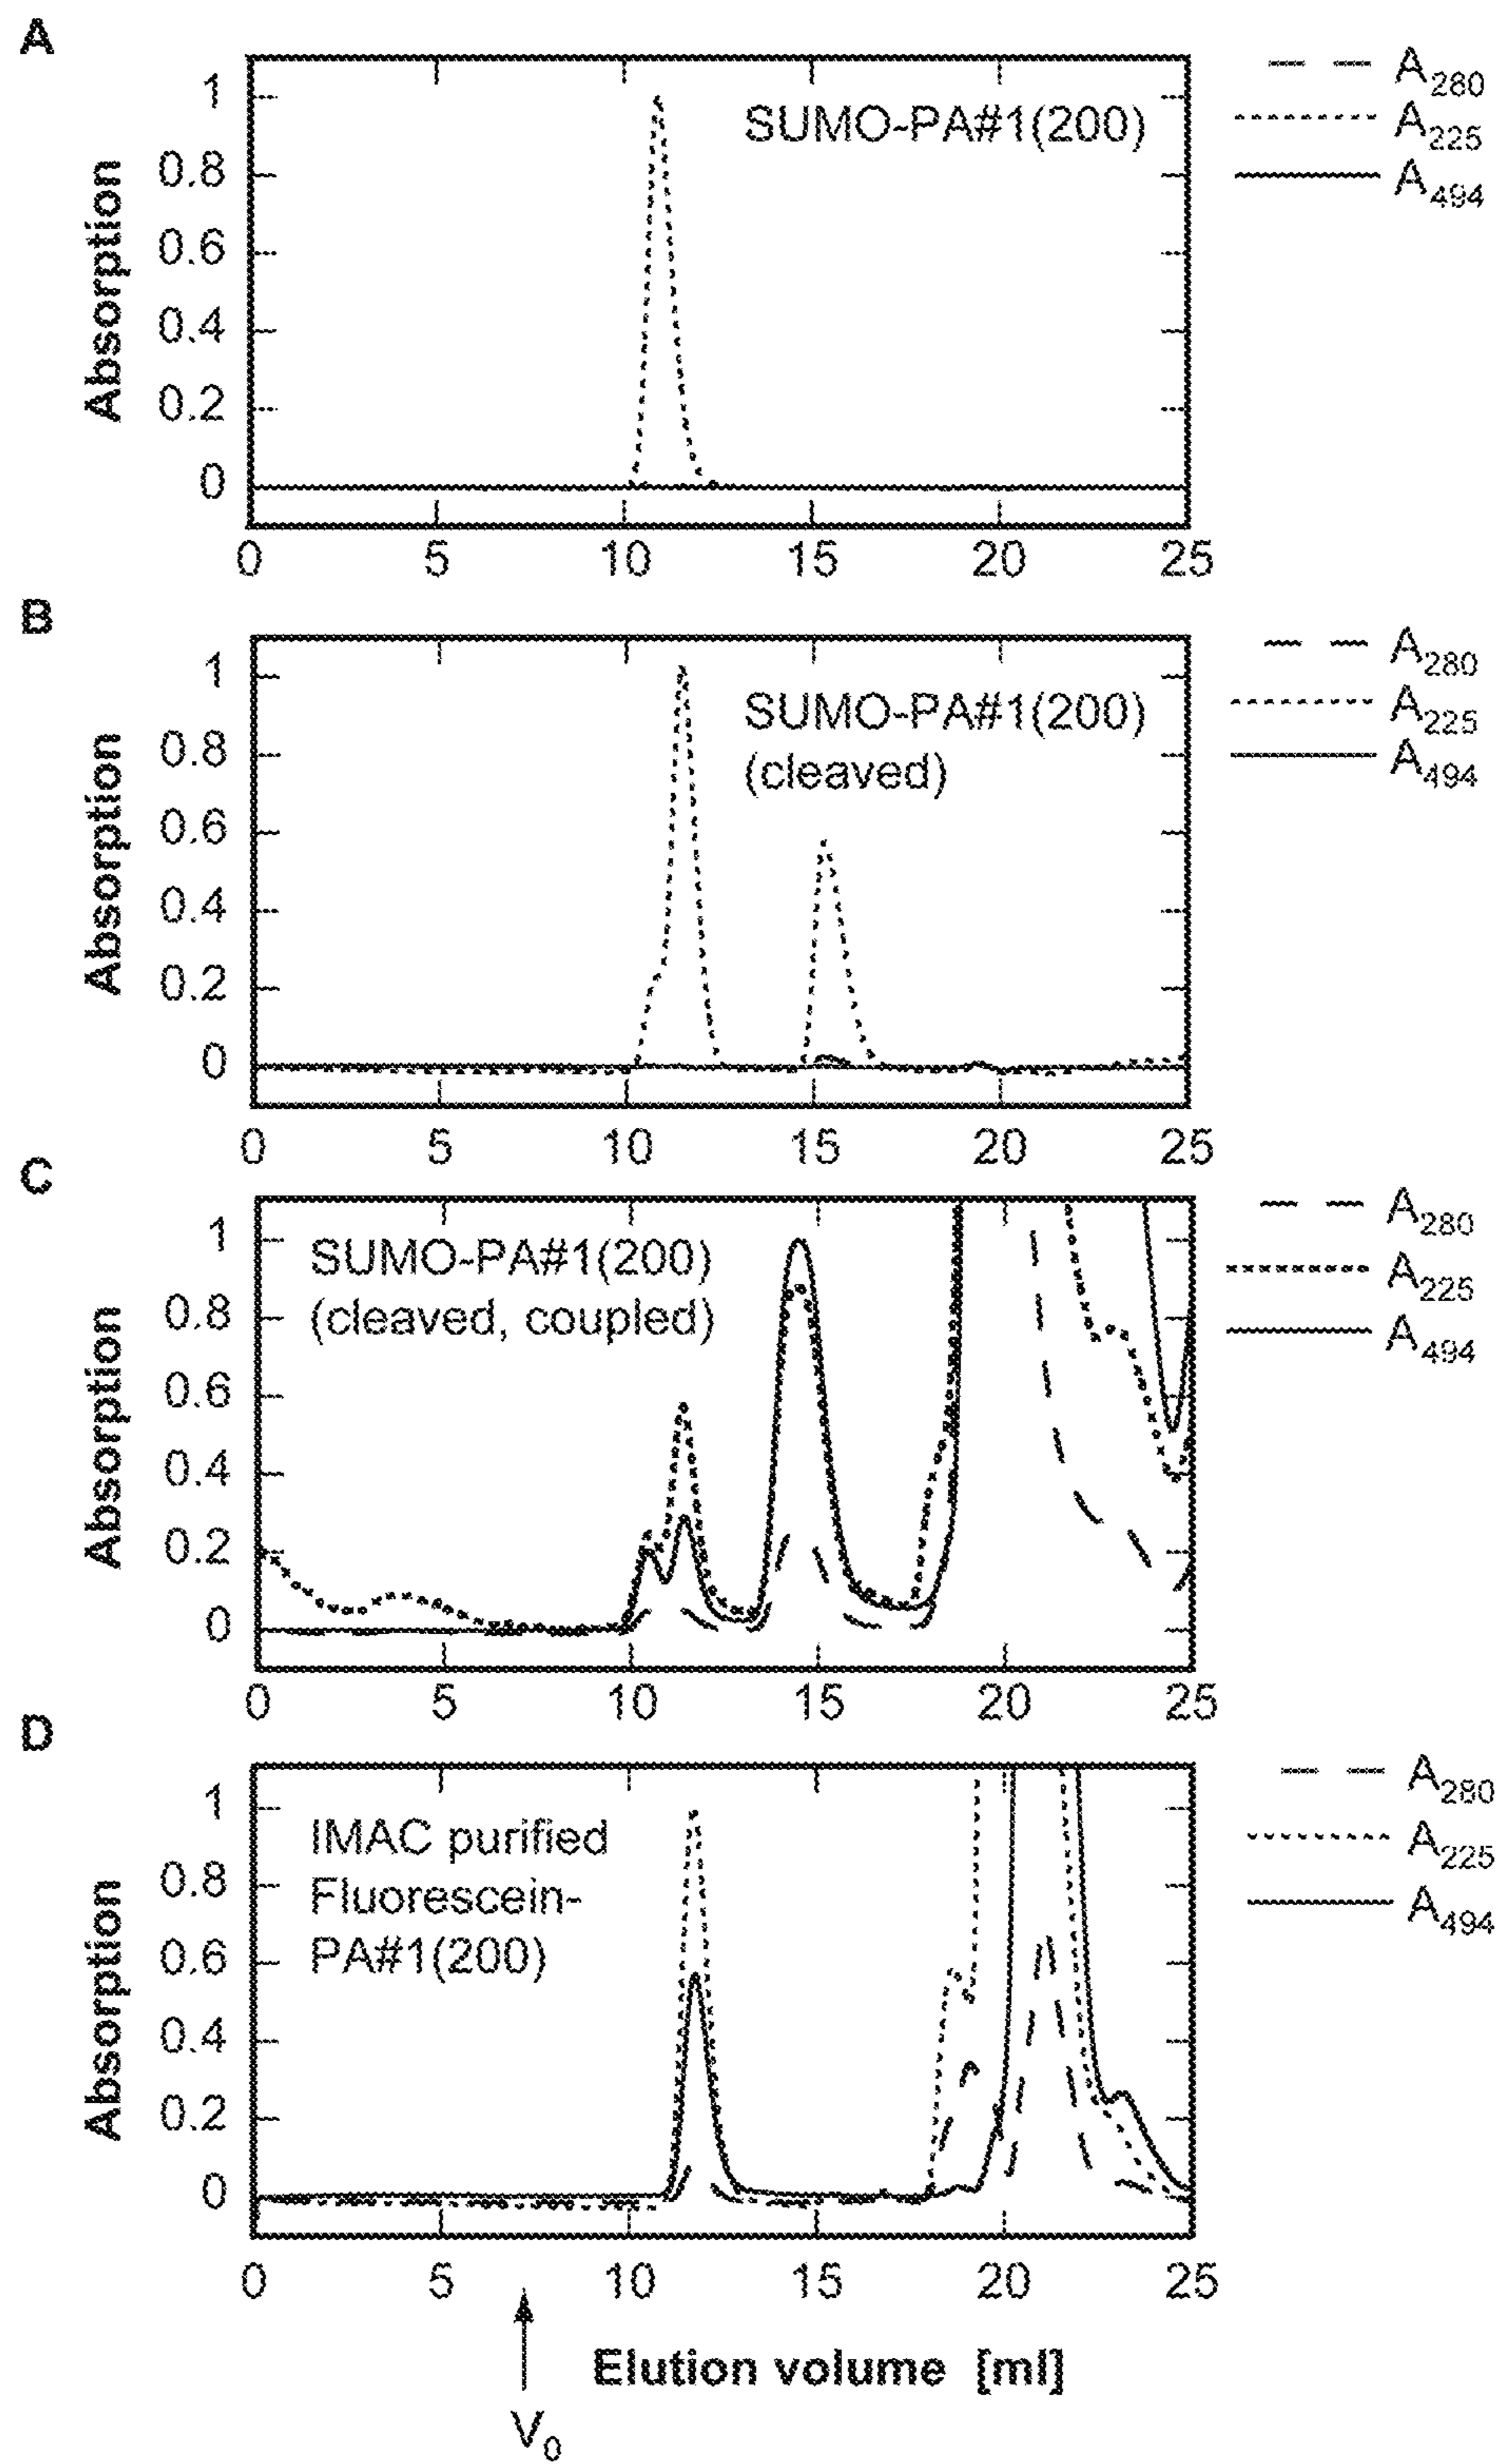 A
Absorption
1
0.8
0.6
0.4
0.2
0
SUMO-PA#1(200)
A280
A225
A494
0 5 10 15 20 25
B
Absorption
1
0.8
0.6
0.4
0.2
0
SUMO-PA#1(200)
(cleaved)
A280
A225
A494
0 5 10 15 20 25
C
Absorption
1
0.8
0.6
0.4
0.2
0
SUMO-PA#1(200)
(cleaved, coupled)
A280
A225
A494
0 5 10 15 20 25
D
Absorption
1
0.8
0.6
0.4
0.2
0
IMAC purified
Fluorescein-
PA#1(200)
A280
A225
A494
0 5 10 15 20 25
Elution volume [ml]
V0